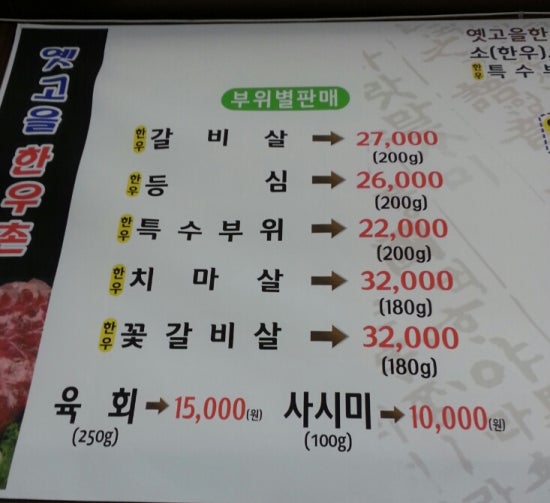 옛고을한우촌
옛고을한
소(한우)
한우 특수부
부위별판매
한우 갈비살 → 27,000
(200g)
한우 등심 → 26,000
(200g)
한우 특수부위 → 22,000
(200g)
한우 치마살 → 32,000
(180g)
한우 꽃갈비살 → 32,000
(180g)
육회 → 15,000(원) 사시미 → 10,000(원)
(250g) (100g)